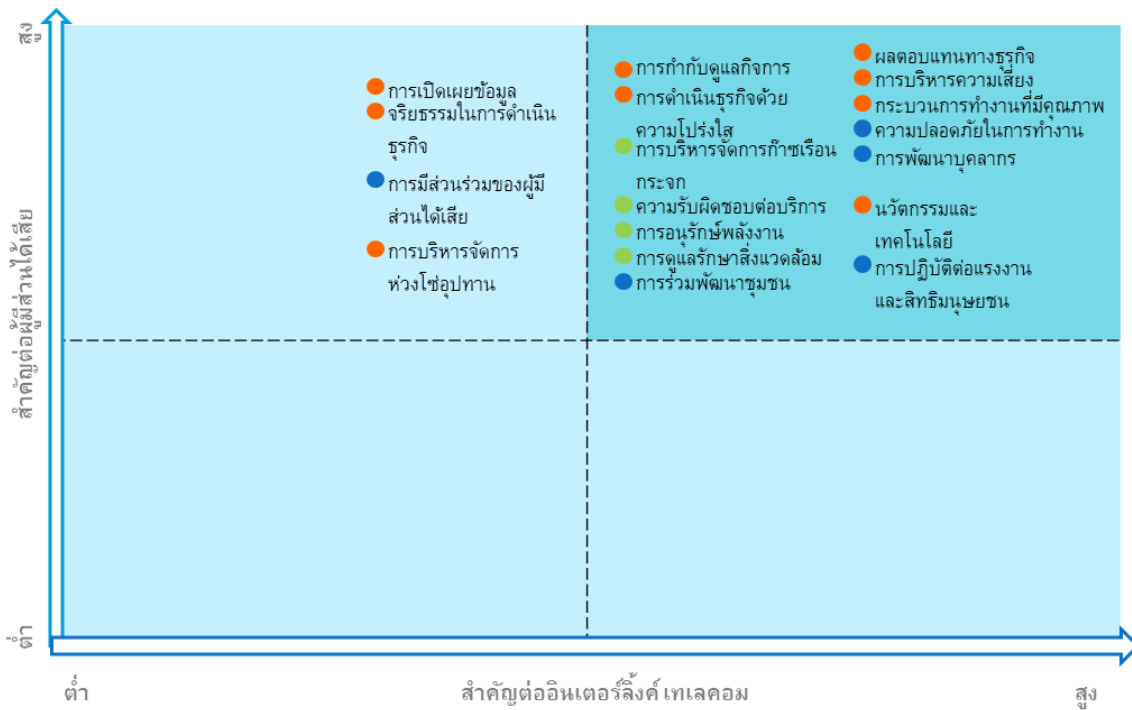 สูง
สำคัญต่อผู้มีส่วนได้เสีย
ต่ำ
การเปิดเผยข้อมูล
จริยธรรมในการดำเนิน
ธุรกิจ
การมีส่วนร่วมของผู้มี
ส่วนได้เสีย
การบริหารจัดการ
ห่วงโซ่อุปทาน
การกำกับดูแลกิจการ
การดำเนินธุรกิจด้วย
ความโปร่งใส
การบริหารจัดการก๊าซเรือน
กระจก
ความรับผิดชอบต่อบริการ
การอนุรักษ์พลังงาน
การดูแลรักษาสิ่งแวดล้อม
การร่วมพัฒนาชุมชน
ผลตอบแทนทางธุรกิจ
การบริหารความเสี่ยง
กระบวนการทำงานที่มีคุณภาพ
ความปลอดภัยในการทำงาน
การพัฒนาบุคลากร
นวัตกรรมและ
เทคโนโลยี
การปฏิบัติต่อแรงงาน
และสิทธิมนุษยชน
ต่ำ
สำคัญต่ออินเตอร์ลิ้งค์ เทเลคอม
สูง